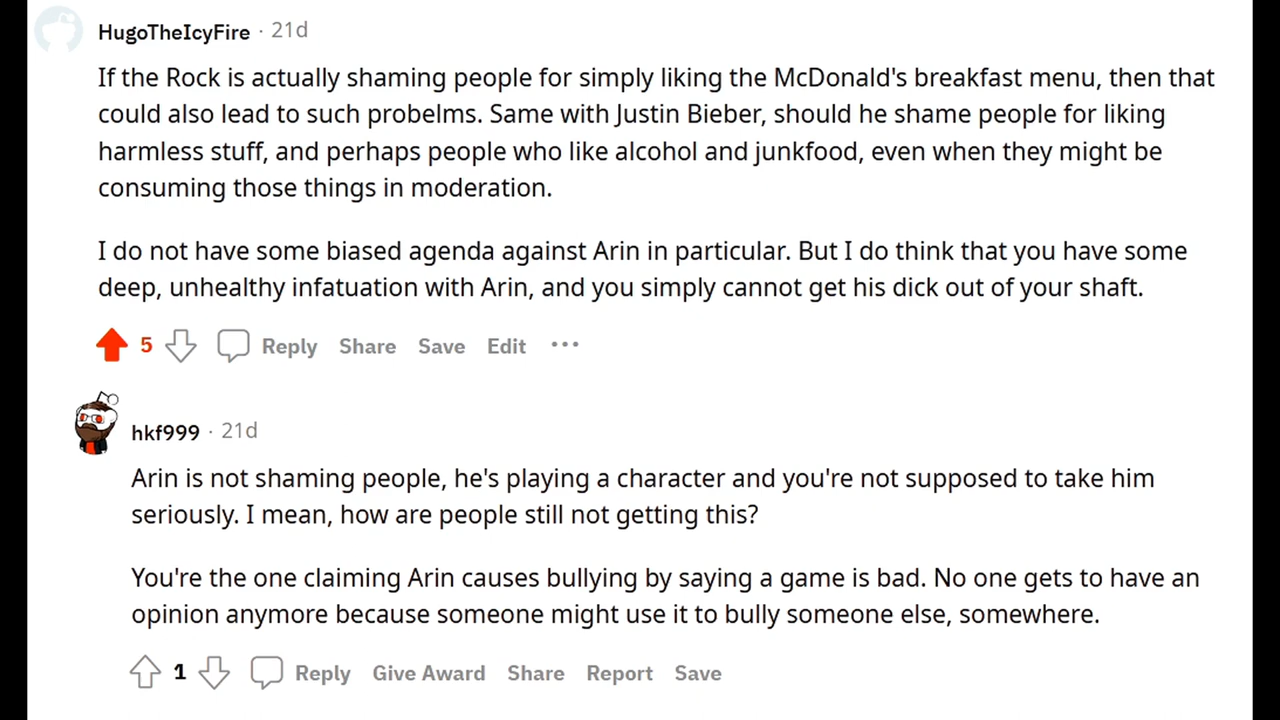 HugoTheIcyFire · 21d
If the Rock is actually shaming people for simply liking the McDonald's breakfast menu, then that
could also lead to such probelms. Same with Justin Bieber, should he shame people for liking
harmless stuff, and perhaps people who like alcohol and junkfood, even when they might be
consuming those things in moderation.
I do not have some biased agenda against Arin in particular. But I do think that you have some
deep, unhealthy infatuation with Arin, and you simply cannot get his dick out of your shaft.
5 Reply Share Save Edit ...
hkf999 · 21d
Arin is not shaming people, he's playing a character and you're not supposed to take him
seriously. I mean, how are people still not getting this?
You're the one claiming Arin causes bullying by saying a game is bad. No one gets to have an
opinion anymore because someone might use it to bully someone else, somewhere.
1 Reply Give Award Share Report Save